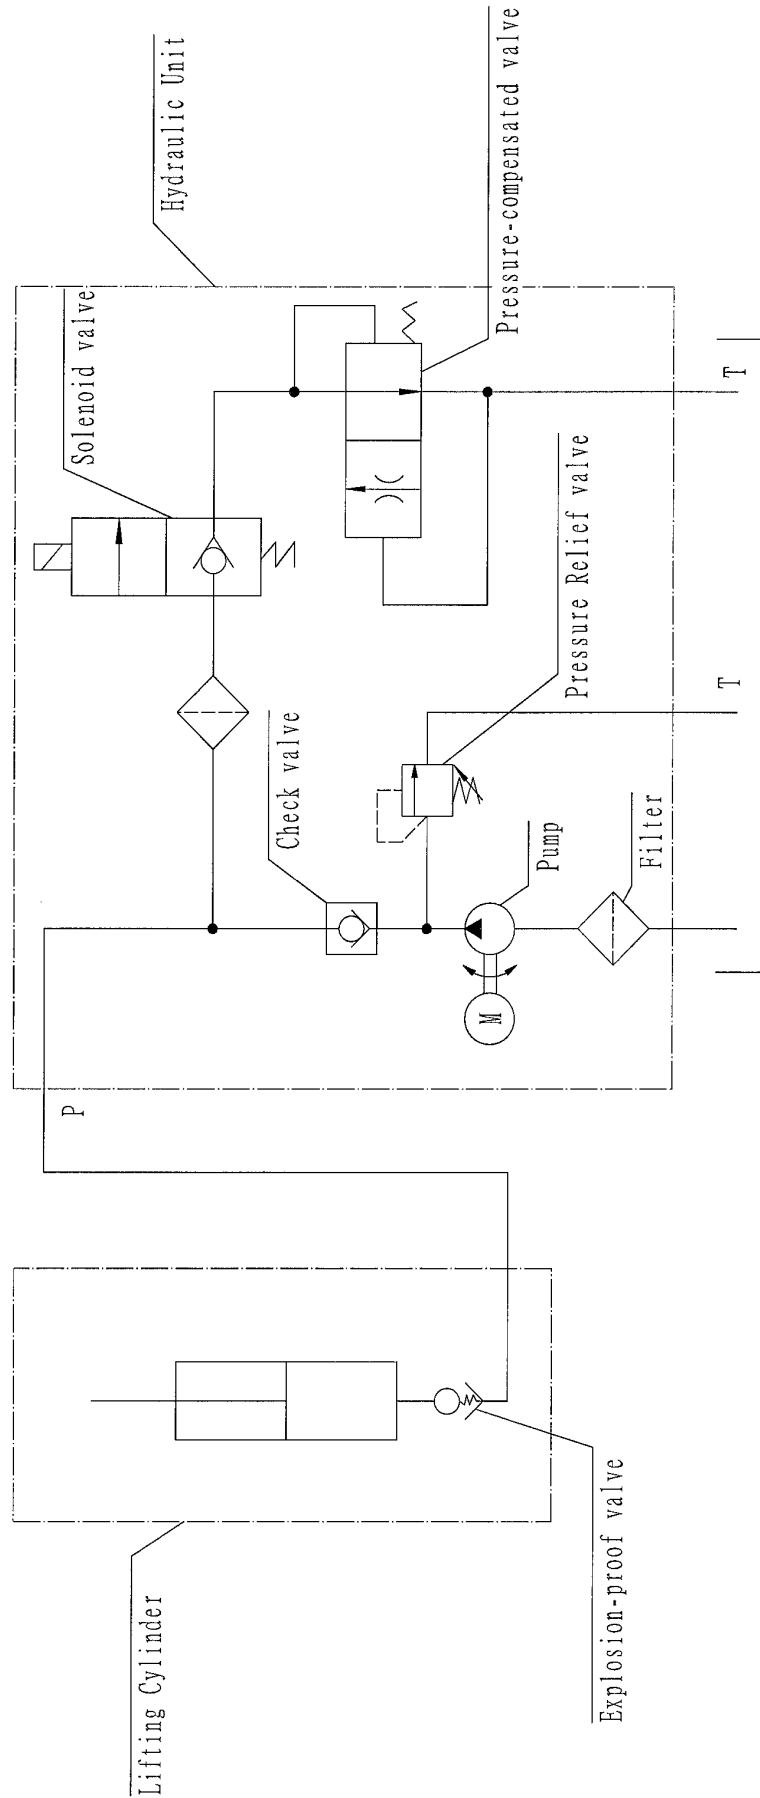 Hydraulic Unit
Solenoid valve
Pressure-compensated valve
T
Pressure Relief valve
T
Check valve
Pump
Filter
M
P
Lifting Cylinder
Explosion-proof valve